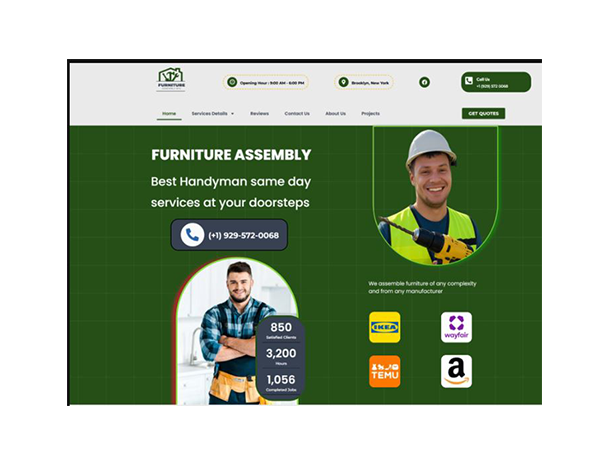 FURNITURE
Opening Hour : 9:00 AM - 6:00 PM
Brooklyn, New York
Call Us
+1 (929) 572 0068
Home
Services Details
Reviews
Contact Us
About Us
Projects
GET QUOTES
FURNITURE ASSEMBLY
Best Handyman same day
services at your doorsteps
(+1) 929-572-0068
850
Satisfied Clients
3,200
Hours
1,056
Completed Jobs
We assemble furniture of any complexity
and from any manufacturer
IKEA
wayfair
TEMU
a